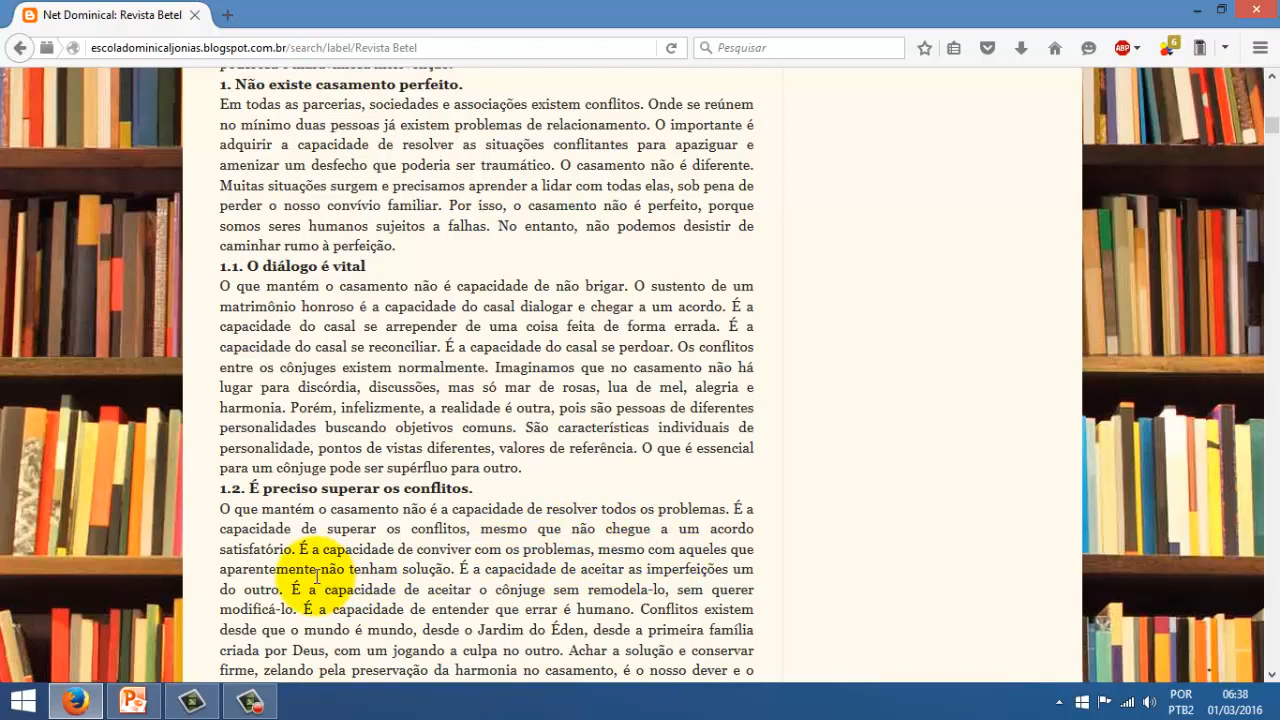 Net Dominical: Revista Betel
escoladominicaljonias.blogspot.com.br/search/label/Revista Betel
Pesquisar
ABP
6
1. Não existe casamento perfeito.
Em todas as parcerias, sociedades e associações existem conflitos. Onde se reúnem
no mínimo duas pessoas já existem problemas de relacionamento. O importante é
adquirir a capacidade de resolver as situações conflitantes para apaziguar e
amenizar um desfecho que poderia ser traumático. O casamento não é diferente.
Muitas situações surgem e precisamos aprender a lidar com todas elas, sob pena de
perder o nosso convívio familiar. Por isso, o casamento não é perfeito, porque
somos seres humanos sujeitos a falhas. No entanto, não podemos desistir de
caminhar rumo à perfeição.
1.1. O diálogo é vital
O que mantém o casamento não é capacidade de não brigar. O sustento de um
matrimônio honroso é a capacidade do casal dialogar e chegar a um acordo. É a
capacidade do casal se arrepender de uma coisa feita de forma errada. É a
capacidade do casal se reconciliar. É a capacidade do casal se perdoar. Os conflitos
entre os cônjuges existem normalmente. Imaginamos que no casamento não há
lugar para discórdia, discussões, mas só mar de rosas, lua de mel, alegria e
harmonia. Porém, infelizmente, a realidade é outra, pois são pessoas de diferentes
personalidades buscando objetivos comuns. São características individuais de
personalidade, pontos de vistas diferentes, valores de referência. O que é essencial
para um cônjuge pode ser supérfluo para outro.
1.2. É preciso superar os conflitos.
O que mantém o casamento não é a capacidade de resolver todos os problemas. É a
capacidade de superar os conflitos, mesmo que não chegue a um acordo
satisfatório. É a capacidade de conviver com os problemas, mesmo com aqueles que
aparentemente não tenham solução. É a capacidade de aceitar as imperfeições um
do outro. É a capacidade de aceitar o cônjuge sem remodela-lo, sem querer
modificá-lo. É a capacidade de entender que errar é humano. Conflitos existem
desde que o mundo é mundo, desde o Jardim do Éden, desde a primeira família
criada por Deus, com um jogando a culpa no outro. Achar a solução e conservar
firme, zelando pela preservação da harmonia no casamento, é o nosso dever e o
POR
PTB2
06:38
01/03/2016